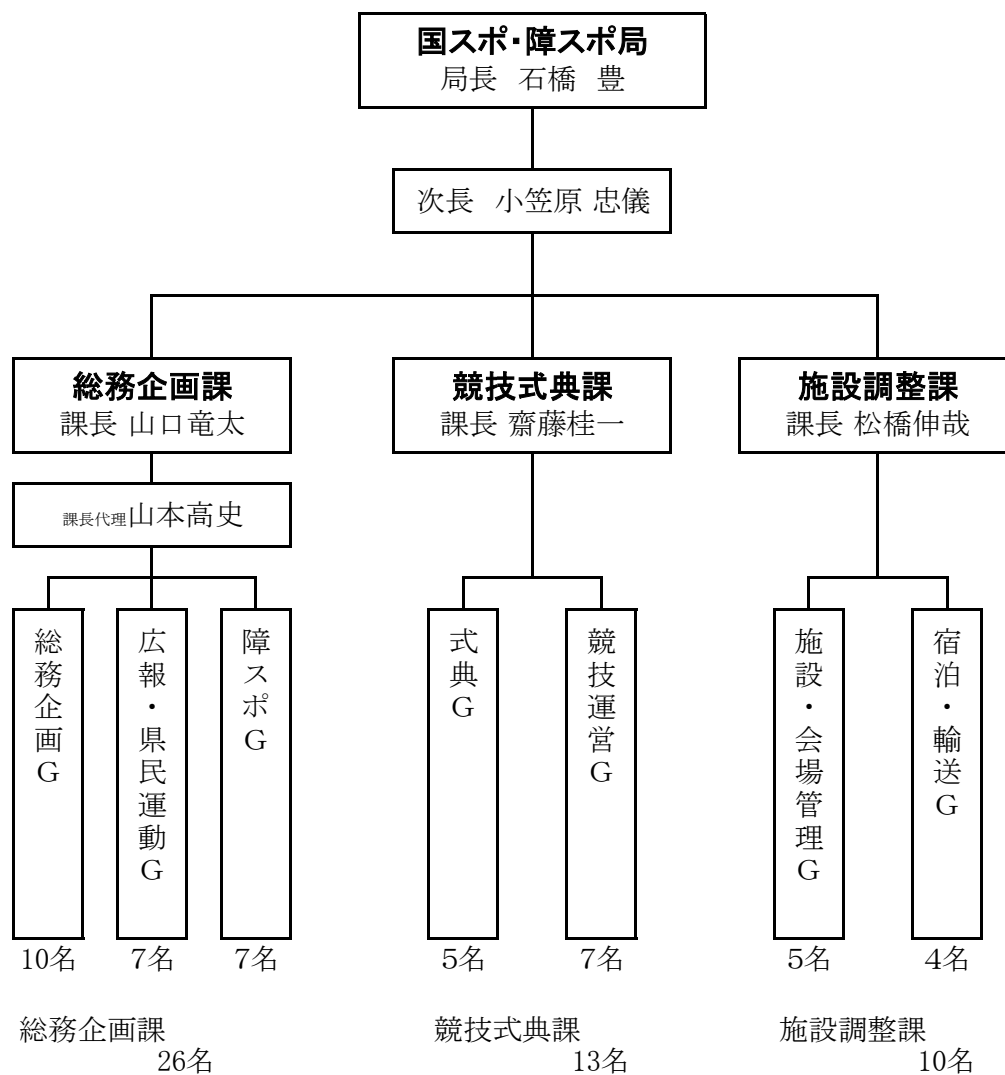 国スポ・障スポ局
局長 石橋 豊
次長 小笠原 忠儀
総務企画課
課長 山口竜太
競技式典課
課長 齋藤桂一
施設調整課
課長 松橋伸哉
課長代理山本高史
総務企画G
広報・県民運動G
障スポG
式典G
競技運営G
施設・会場管理G
宿泊・輸送G
10名
7名
7名
5名
7名
5名
4名
総務企画課
26名
競技式典課
13名
施設調整課
10名